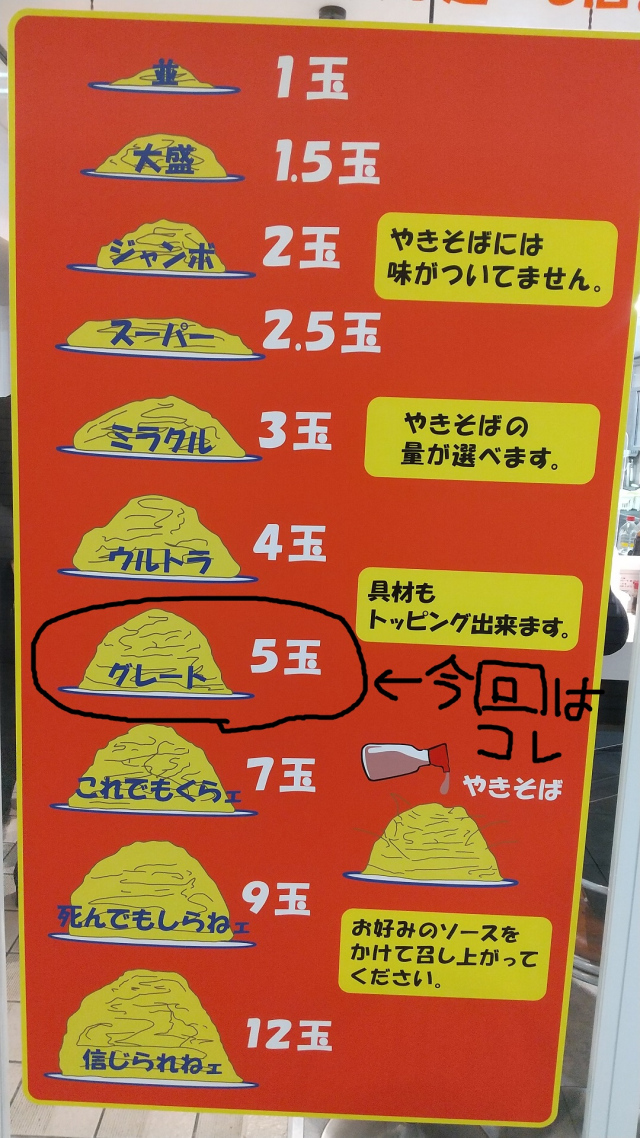 並 1玉
大盛 1.5玉
ジャンボ 2玉
やきそばには
味がついてません。
スーパー 2.5玉
ミラクル 3玉
やきそばの
量が選べます。
ウルトラ 4玉
具材も
トッピング出来ます。
グレート 5玉
←今回は
コレ
これでもくらェ 7玉
やきそば
死んでもしらねェ 9玉
お好みのソースを
かけて召し上がって
ください。
信じられねェ 12玉